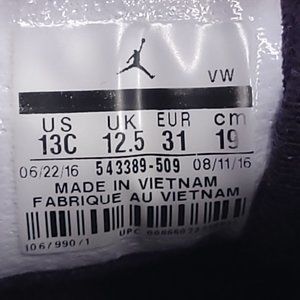 VW
US UK EUR cm
13C 12.5 31 19
06/22/16 543389-509 08/11/16
MADE IN VIETNAM
FABRIQUE AU VIETNAM
UPC